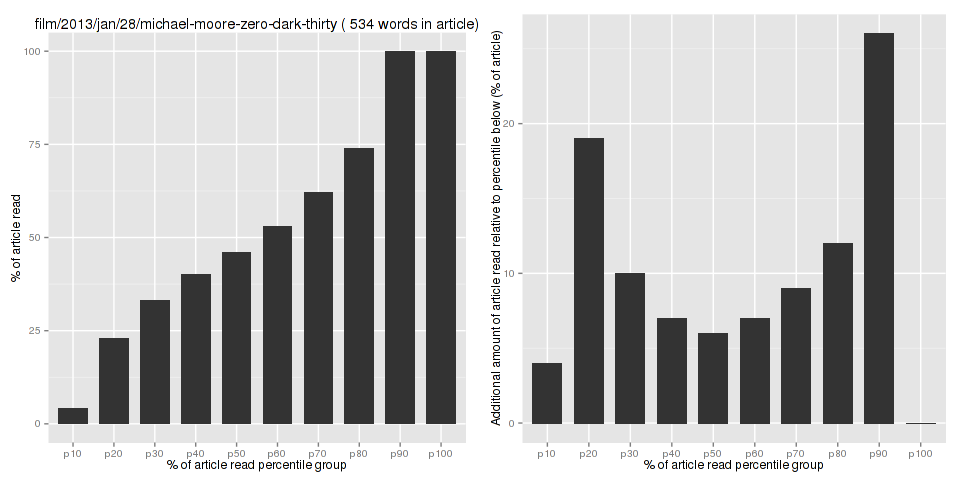 film/2013/jan/28/michael-moore-zero-dark-thirty ( 534 words in article)
% of article read
100
75
50
25
0
p10 p20 p30 p40 p50 p60 p70 p80 p90 p100
% of article read percentile group
Additional amount of article read relative to percentile below (% of article)
20
10
0
p10 p20 p30 p40 p50 p60 p70 p80 p90 p100
% of article read percentile group